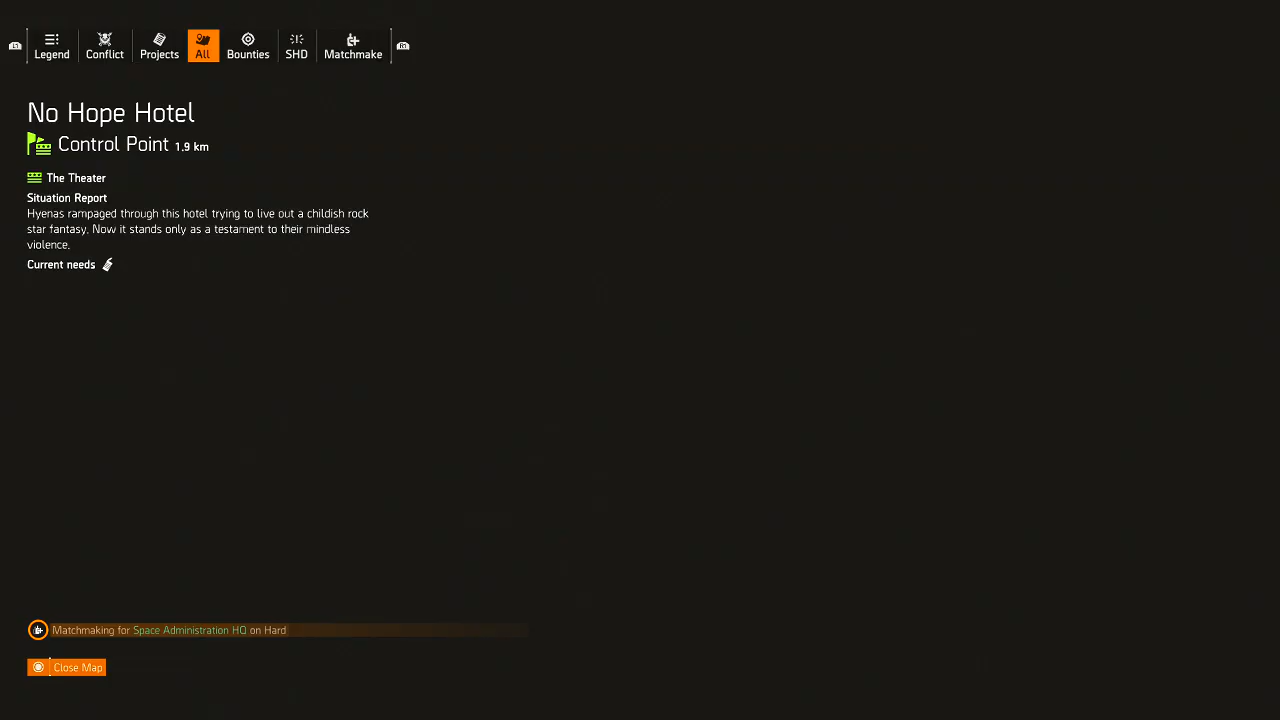 Legend Conflict Projects All Bounties SHD Matchmake
No Hope Hotel
Control Point 1.9 km
The Theater
Situation Report
Hyenas rampaged through this hotel trying to live out a childish rock
star fantasy. Now it stands only as a testament to their mindless
violence.
Current needs
Matchmaking for Space Administration HQ on Hard
Close Map